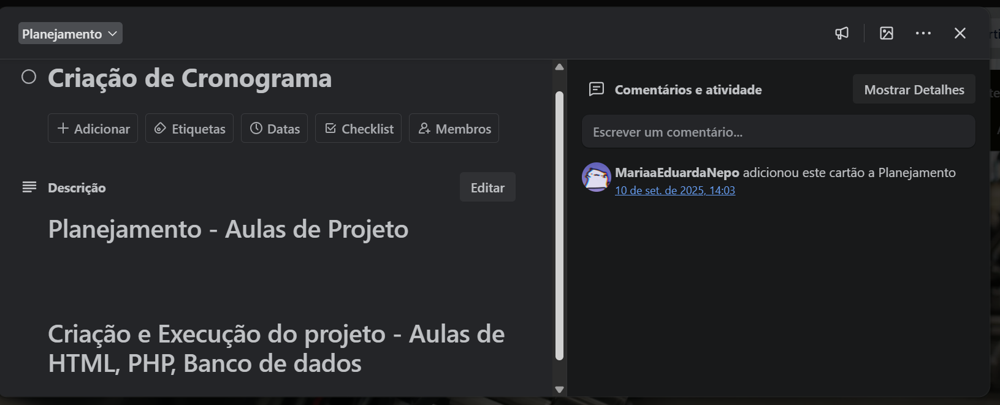 Planejamento
Criação de Cronograma
Adicionar
Etiquetas
Datas
Checklist
Membros
Descrição
Editar
Planejamento - Aulas de Projeto
Criação e Execução do projeto - Aulas de
HTML, PHP, Banco de dados
Comentários e atividade
Mostrar Detalhes
Escrever um comentário...
MariaaEduardaNepo adicionou este cartão a Planejamento
10 de set. de 2025, 14:03